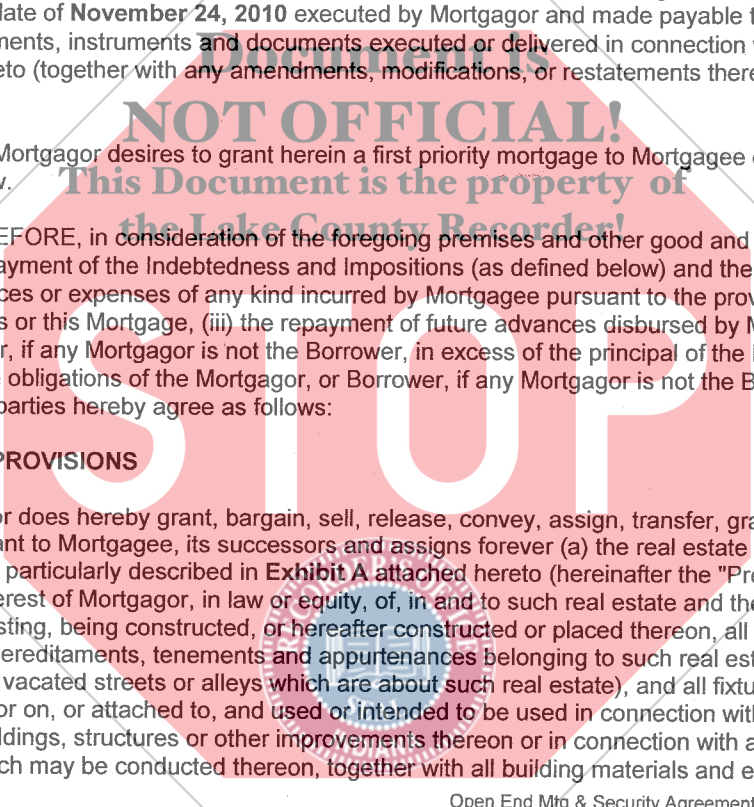 late of November 24, 2010 executed by Mortgagor and made payable t
ments, instruments and documents executed or delivered in connection
Document is
eto (together with any amendments, modifications, or restatements there
NOT OFFICIAL!
Mortgagor desires to grant herein a first priority mortgage to Mortgagee
This Document is the property of
the Lake County Recorder!
EFORE, in consideration of the foregoing premises and other good and
ayment of the Indebtedness and Impositions (as defined below) and the
ces or expenses of any kind incurred by Mortgagee pursuant to the prov
s or this Mortgage, (iii) the repayment of future advances disbursed by M
r, if any Mortgagor is not the Borrower, in excess of the principal of the
e obligations of the Mortgagor, or Borrower, if any Mortgagor is not the B
parties hereby agree as follows:
STOP
PROVISIONS
or does hereby grant, bargain, sell, release, convey, assign, transfer, gra
ant to Mortgagee, its successors and assigns forever (a) the real estate
particularly described in Exhibit A attached hereto (hereinafter the "Pro
erest of Mortgagor, in law or equity, of, in and to such real estate and the
sting, being constructed, or hereafter constructed or placed thereon, all
ereditaments, tenements and appurtenances belonging to such real est
vacated streets or alleys which are about such real estate), and all fixtu
or on, or attached to, and used or intended to be used in connection wit
ldings, structures or other improvements thereon or in connection with a
ch may be conducted thereon, together with all building materials and e
Open End Mtg & Security Agreement